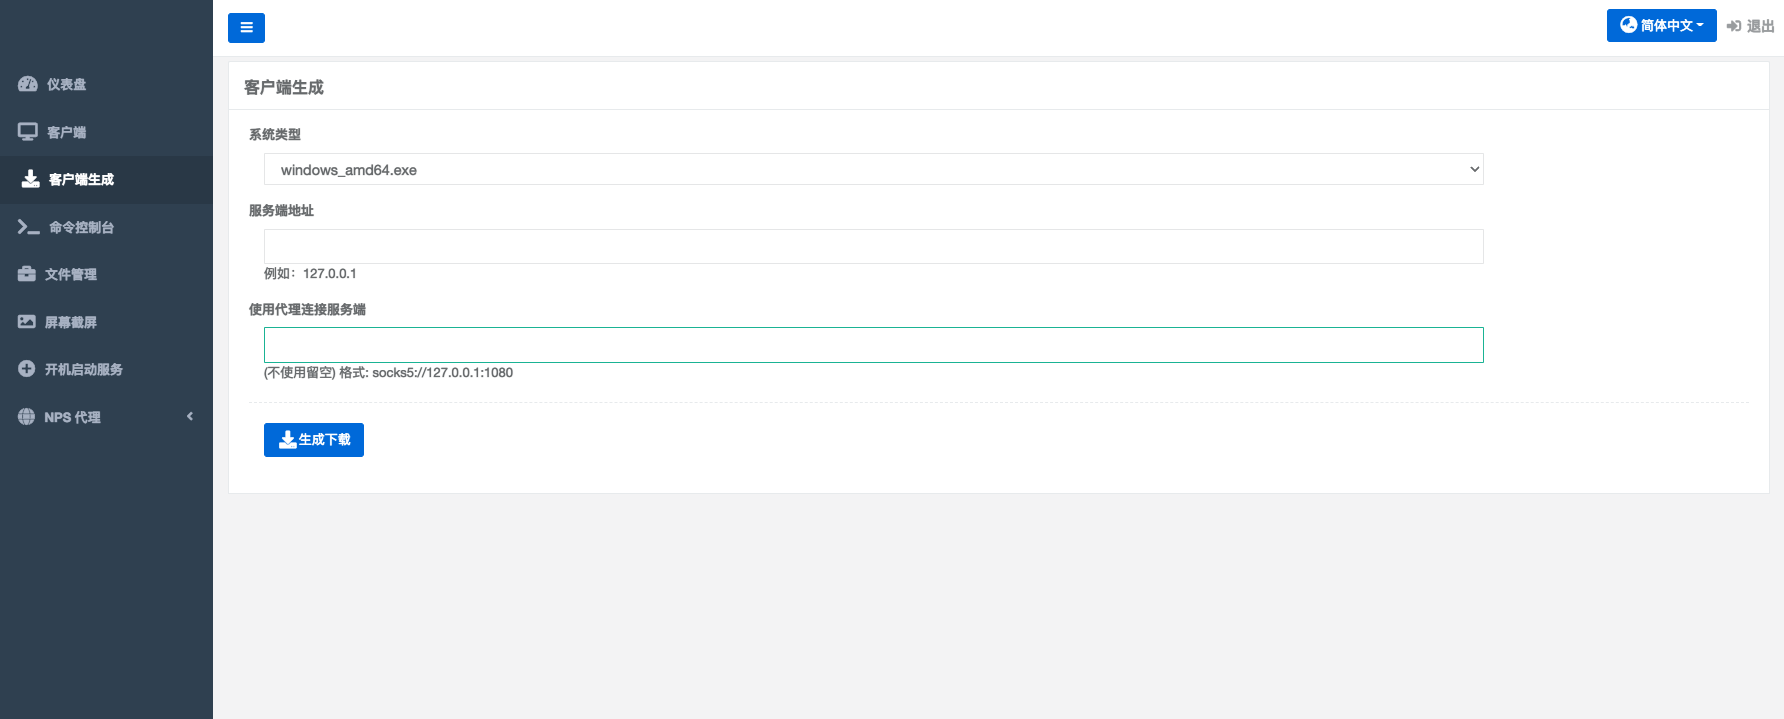 简体中文
退出
仪表盘
客户端
客户端生成
命令控制台
文件管理
屏幕截屏
开机启动服务
NPS 代理
客户端生成
系统类型
windows_amd64.exe
服务端地址
例如：127.0.0.1
使用代理连接服务端
(不使用留空) 格式: socks5://127.0.0.1:1080
生成下载